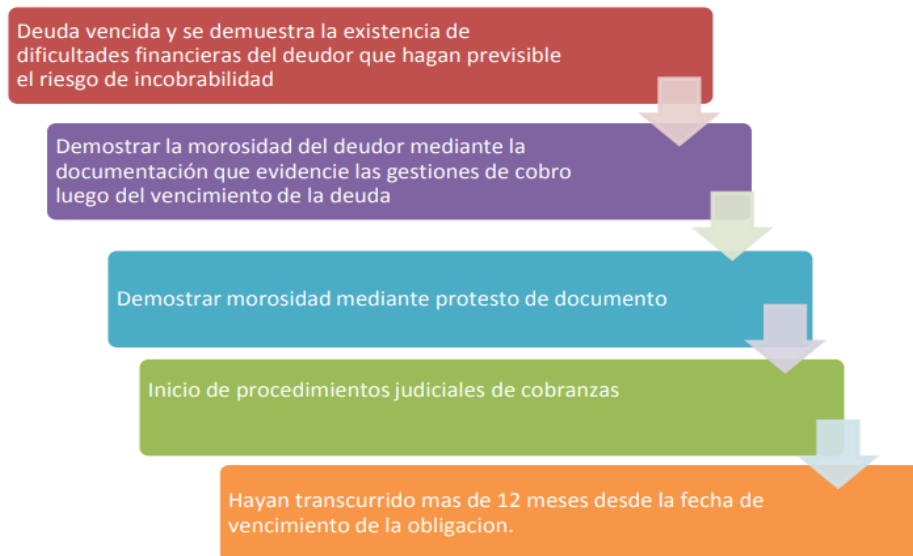 Deuda vencida y se demuestra la existencia de
dificultades financieras del deudor que hagan previsible
el riesgo de incobrabilidad
Demostrar la morosidad del deudor mediante la
documentación que evidencie las gestiones de cobro
luego del vencimiento de la deuda
Demostrar morosidad mediante protesto de documento
Inicio de procedimientos judiciales de cobranzas
Hayan transcurrido mas de 12 meses desde la fecha de
vencimiento de la obligacion.